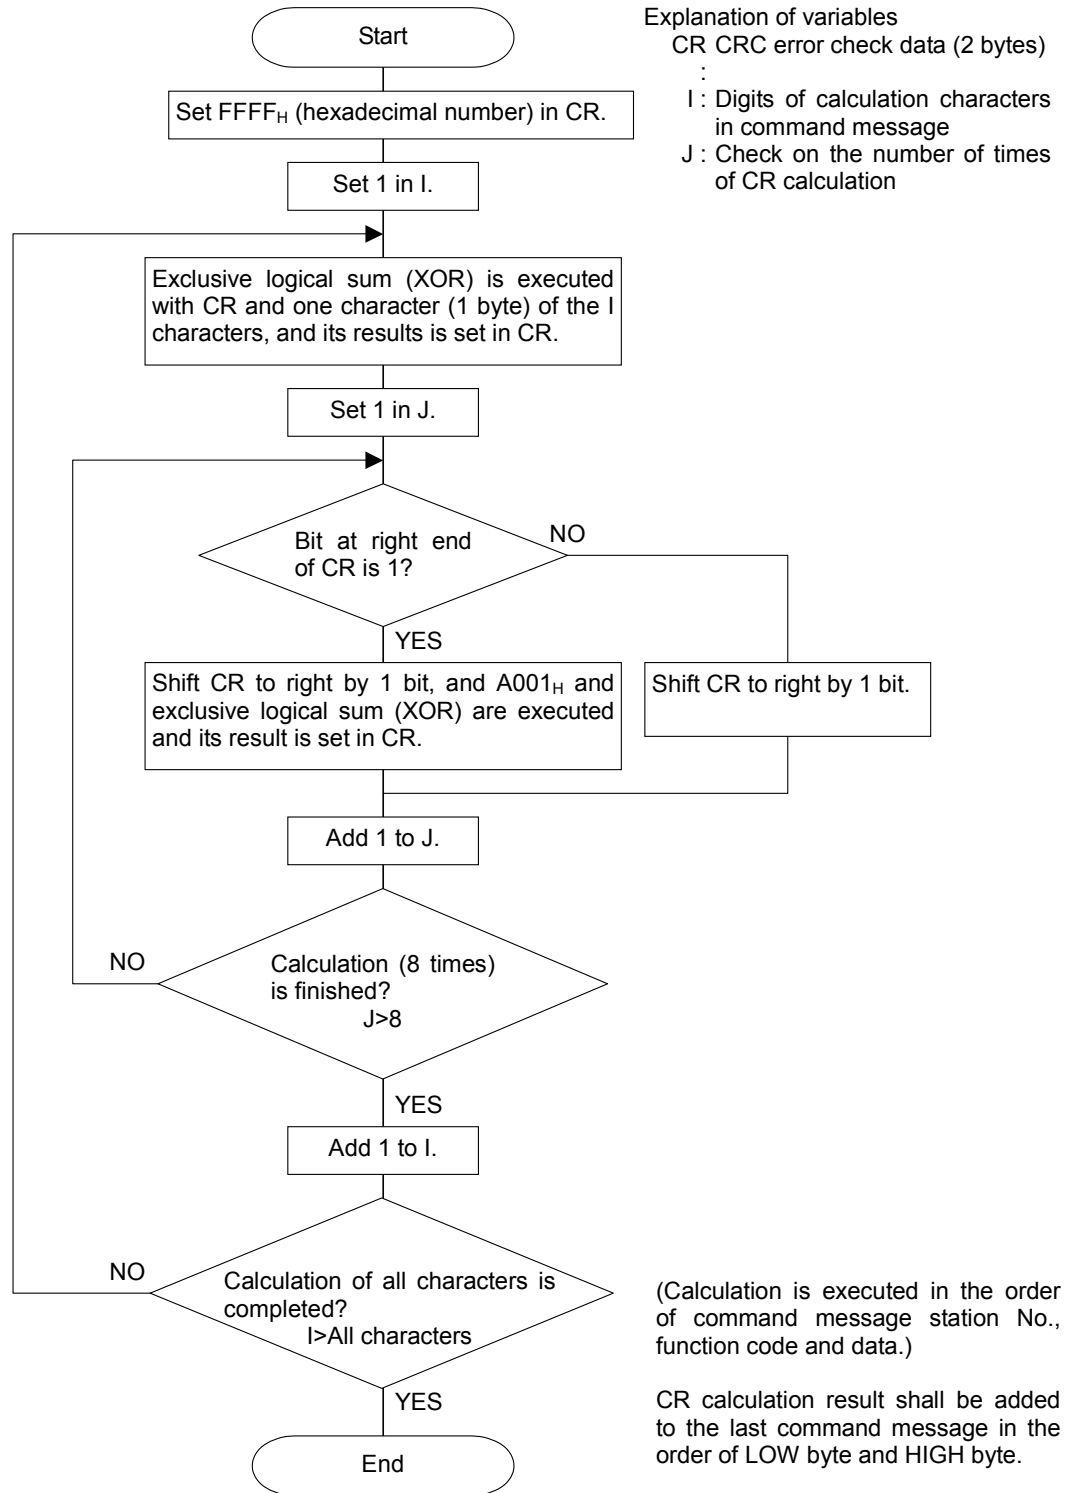 Start
Explanation of variables
CR CRC error check data (2 bytes)
:
I : Digits of calculation characters
in command message
J : Check on the number of times
of CR calculation
Set FFFFH (hexadecimal number) in CR.
Set 1 in I.
Exclusive logical sum (XOR) is executed
with CR and one character (1 byte) of the I
characters, and its results is set in CR.
Set 1 in J.
Bit at right end
of CR is 1?
NO
YES
Shift CR to right by 1 bit, and A001H and
exclusive logical sum (XOR) are executed
and its result is set in CR.
Shift CR to right by 1 bit.
Add 1 to J.
NO
Calculation (8 times)
is finished?
J>8
YES
Add 1 to I.
NO
Calculation of all characters is
completed?
I>All characters
YES
End
(Calculation is executed in the order
of command message station No.,
function code and data.)
CR calculation result shall be added
to the last command message in the
order of LOW byte and HIGH byte.